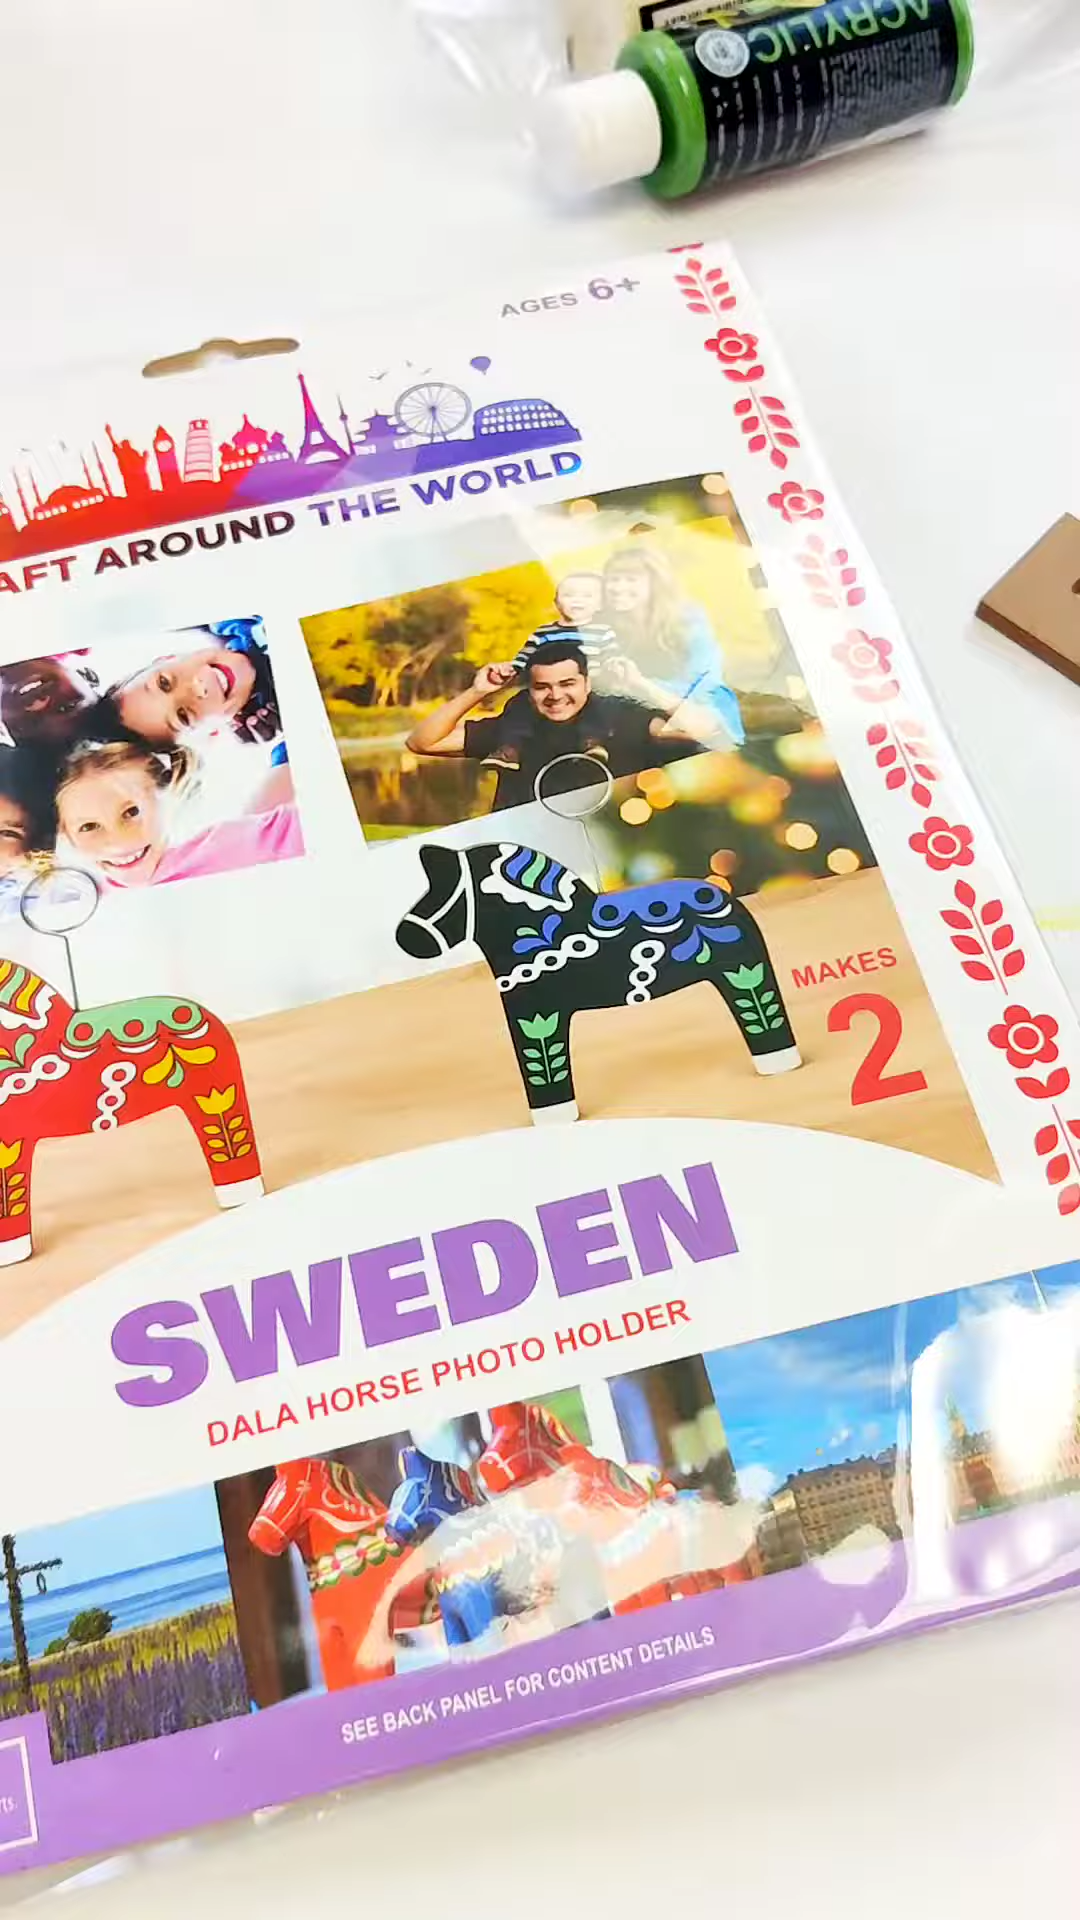 ACRYLIC
AGES 6+
AFT AROUND THE WORLD
MAKES
2
SWEDEN
DALA HORSE PHOTO HOLDER
SEE BACK PANEL FOR CONTENT DETAILS